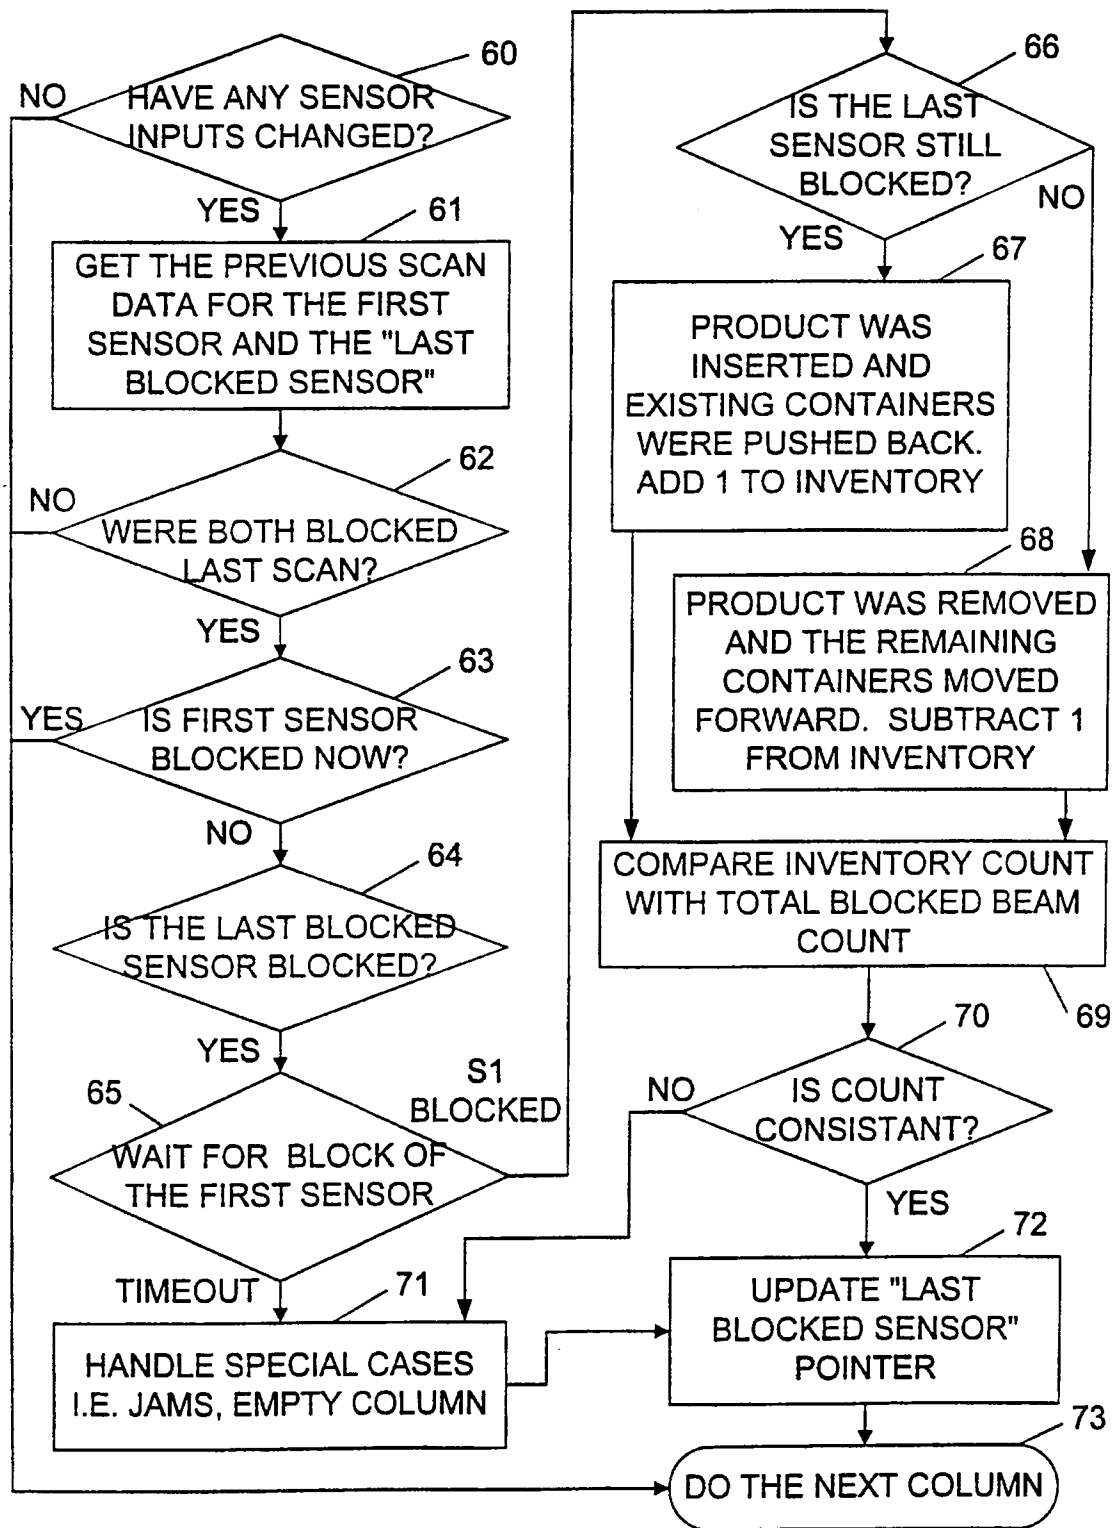 60
NO
HAVE ANY SENSOR
INPUTS CHANGED?
YES
61
GET THE PREVIOUS SCAN
DATA FOR THE FIRST
SENSOR AND THE "LAST
BLOCKED SENSOR"
62
NO
WERE BOTH BLOCKED
LAST SCAN?
YES
63
YES
IS FIRST SENSOR
BLOCKED NOW?
NO
64
IS THE LAST BLOCKED
SENSOR BLOCKED?
YES
65
S1
BLOCKED
WAIT FOR BLOCK OF
THE FIRST SENSOR
TIMEOUT
71
HANDLE SPECIAL CASES
I.E. JAMS, EMPTY COLUMN
66
IS THE LAST
SENSOR STILL
BLOCKED?
NO
YES
67
PRODUCT WAS
INSERTED AND
EXISTING CONTAINERS
WERE PUSHED BACK.
ADD 1 TO INVENTORY
68
PRODUCT WAS REMOVED
AND THE REMAINING
CONTAINERS MOVED
FORWARD. SUBTRACT 1
FROM INVENTORY
COMPARE INVENTORY COUNT
WITH TOTAL BLOCKED BEAM
COUNT
69
70
NO
IS COUNT
CONSISTANT?
YES
72
UPDATE "LAST
BLOCKED SENSOR"
POINTER
73
DO THE NEXT COLUMN